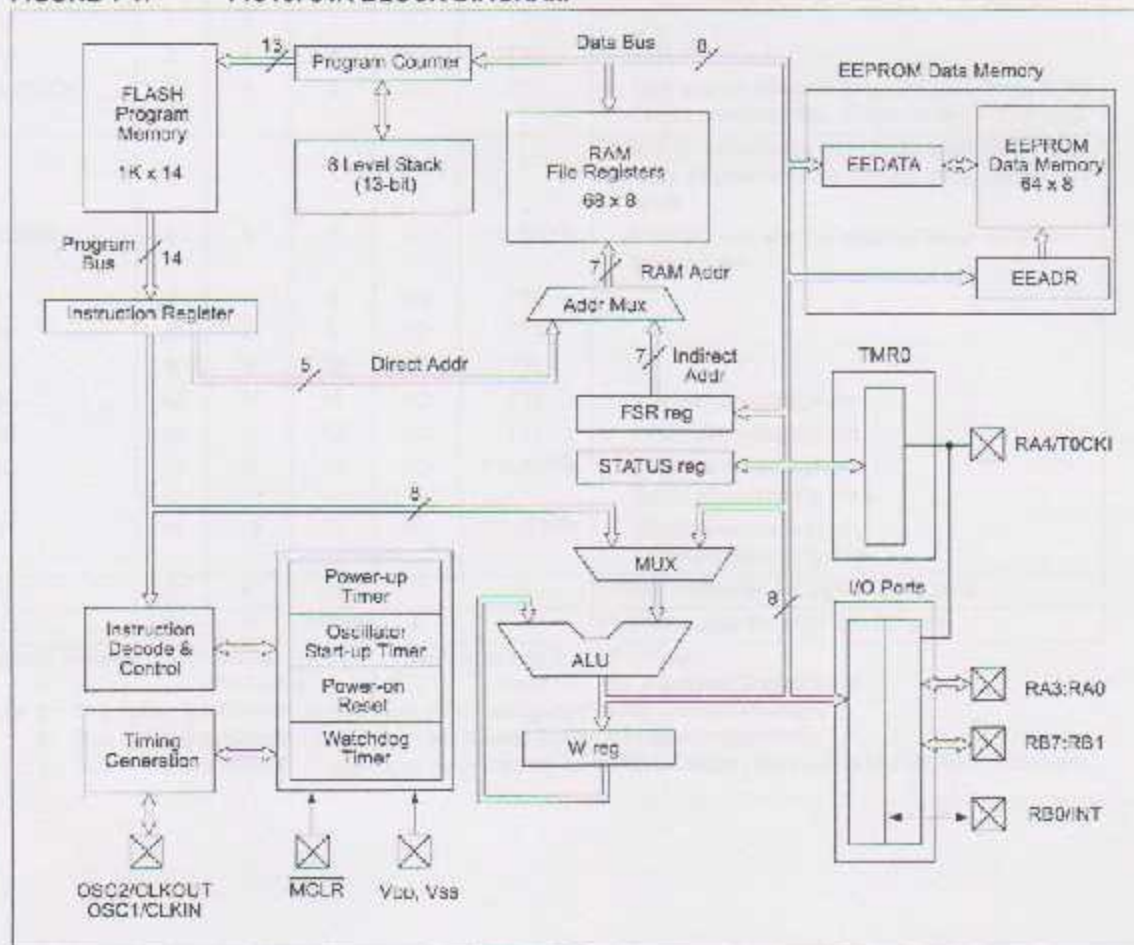 13
Program Counter
Data Bus
8
EEPROM Data Memory
FLASH
Program
Memory
1K x 14
8 Level Stack
(13-bit)
RAM
File Registers
68 x 8
EEDATA
EEPROM
Data Memory
64 x 8
EEADR
Program
Bus
14
7
RAM Addr
Addr Mux
Instruction Register
5
Direct Addr
7
Indirect
Addr
TMR0
FSR reg
STATUS reg
RA4/T0CKI
8
MUX
Power-up
Timer
Oscillator
Start-up Timer
Power-on
Reset
Watchdog
Timer
Instruction
Decode &
Control
Timing
Generation
ALU
W reg
8
I/O Ports
RA3:RA0
RB7:RB1
RB0/INT
OSC2/CLKOUT
OSC1/CLKIN
MCLR
VDD, VSS